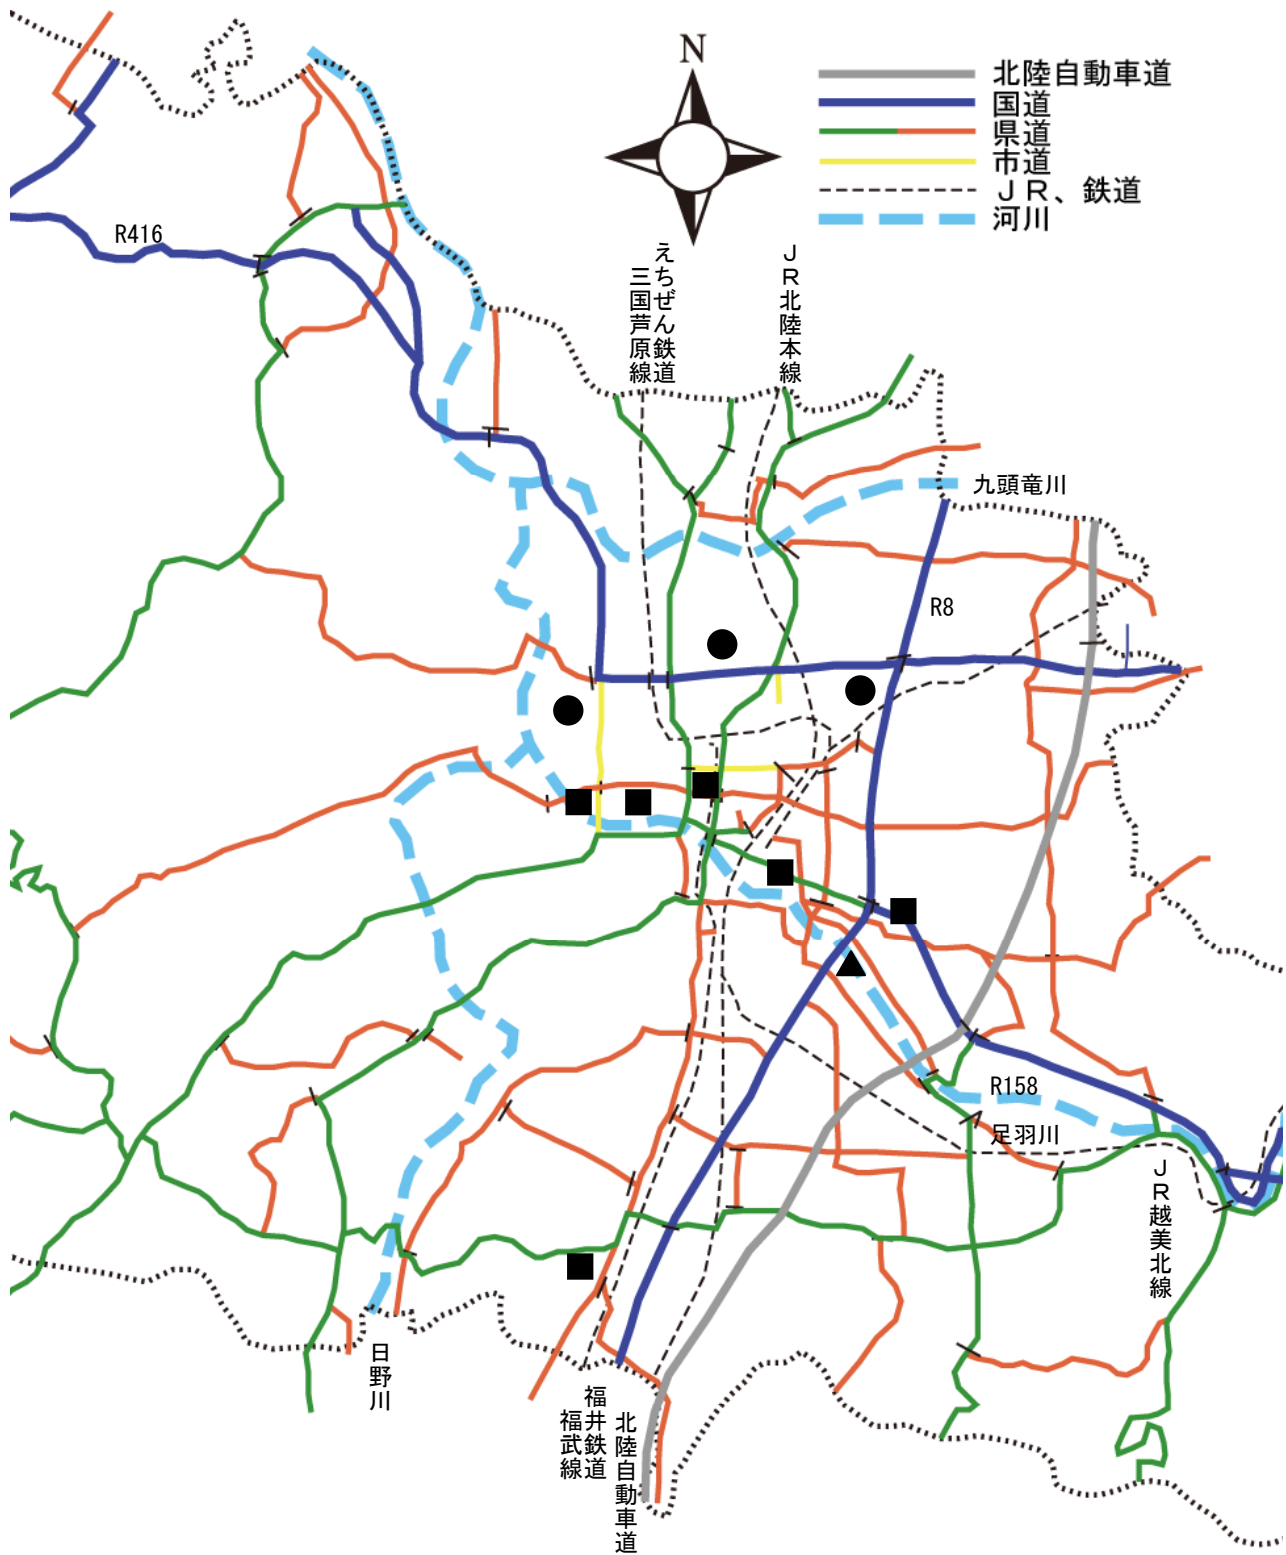 N
北陸自動車道
国道
県道
市道
ＪＲ、鉄道
河川
R416
えちぜん鉄道
三国芦原線
ＪＲ北陸本線
九頭竜川
R8
R158
足羽川
ＪＲ越美北線
日野川
福井鉄道
福武線
北陸自動車道